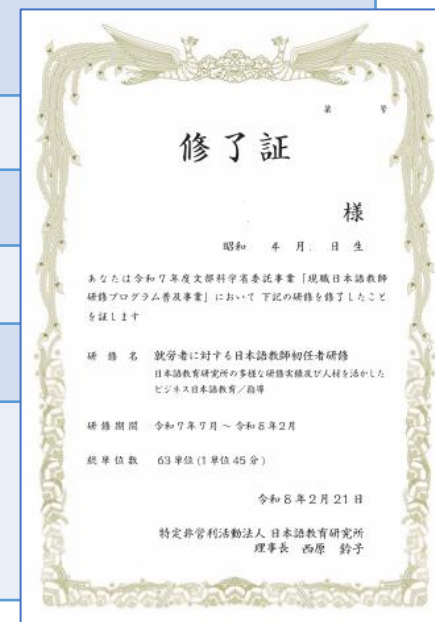 第　　号
修了証
様
昭和　年　月　日生
あなたは令和7年度文部科学省委託事業「現職日本語教師
研修プログラム普及事業」において 下記の研修を修了したこと
を証します
研修名　就労者に対する日本語教師初任者研修
日本語教育研究所の多様な研修実績及び人材を活かした
ビジネス日本語教育／指導
研修期間　令和7年7月～令和8年2月
総単位数　63単位(1単位45分)
令和8年2月21日
特定非営利活動法人 日本語教育研究所
理事長　西原　鈴子